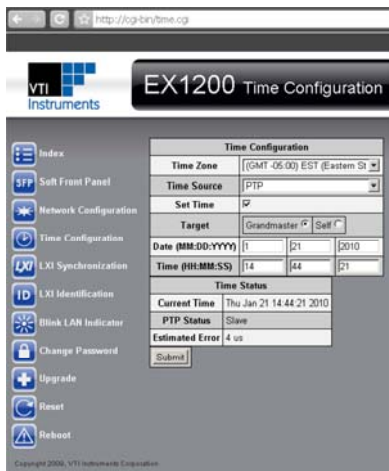 http://cgi-bin/time.cgi
VTI
Instruments
EX1200 Time Configuration
Index
SFP Soft Front Panel
Network Configuration
Time Configuration
LXI LXI Synchronization
ID LXI Identification
Blink LAN Indicator
Change Password
Upgrade
Reset
Reboot
Time Configuration
Time Zone (GMT -05:00) EST (Eastern St
Time Source PTP
Set Time
Target Grandmaster Self
Date (MM:DD:YYYY) 1 21 2010
Time (HH:MM:SS) 14 44 21
Time Status
Current Time Thu Jan 21 14:44:21 2010
PTP Status Slave
Estimated Error 4 us
Submit
Copyright 2009, VTI Instruments Corporation